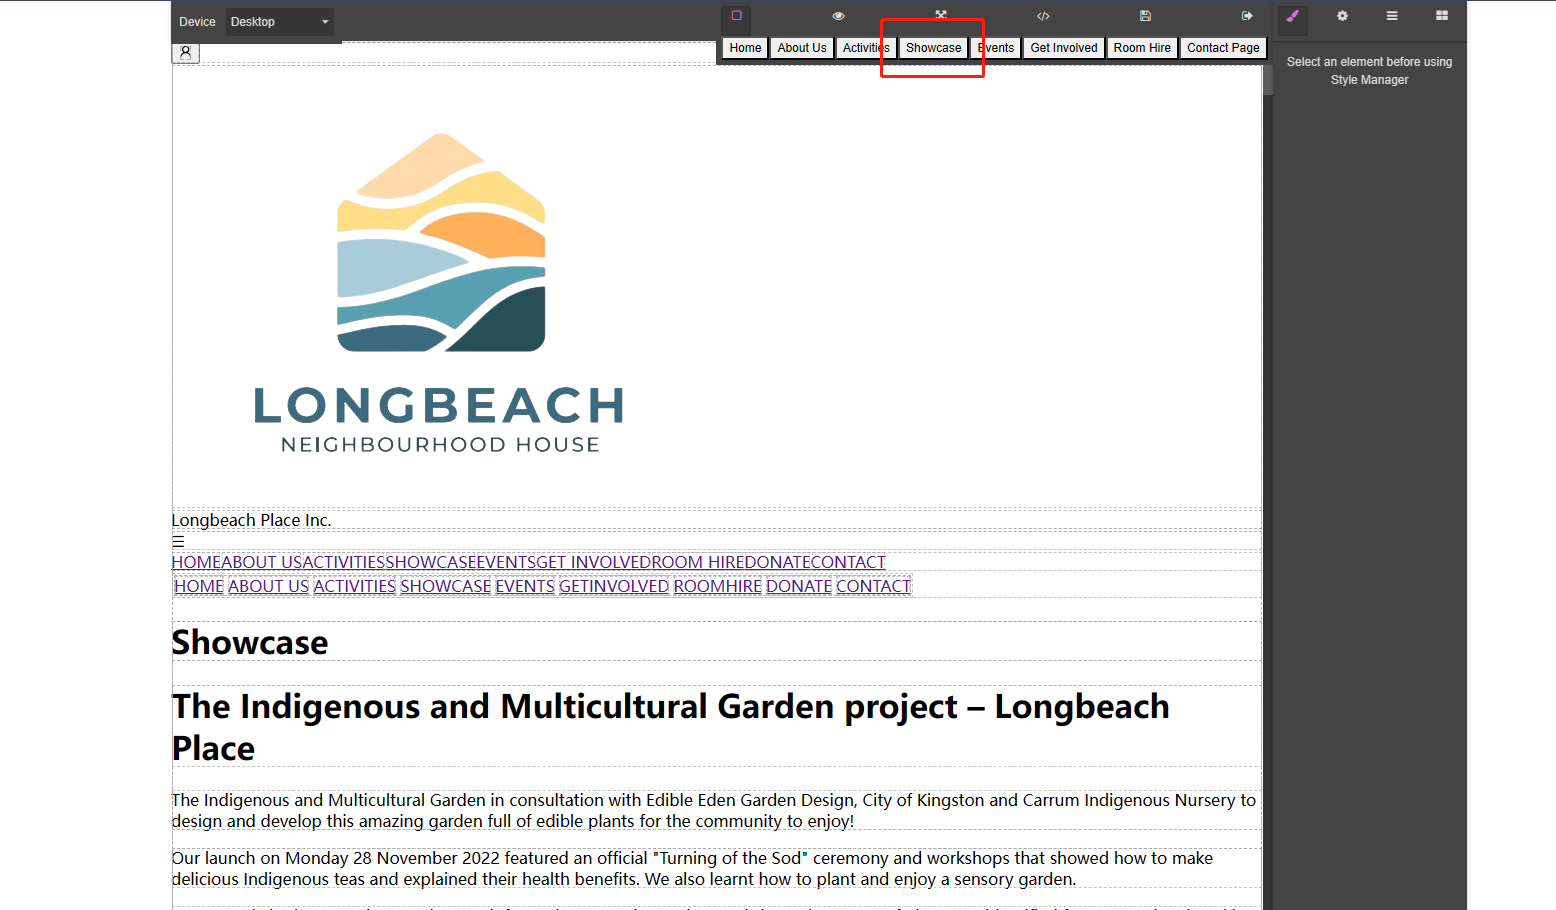 Device Desktop
Home About Us Activities Showcase Events Get Involved Room Hire Contact Page
Select an element before using
Style Manager
LONGBEACH
NEIGHBOURHOOD HOUSE
Longbeach Place Inc.
HOMEABOUT USACTIVITIESSHOWCASEEVENTSGET INVOLVEDROOM HIREDONATECONTACT
HOME ABOUT US ACTIVITIES SHOWCASE EVENTS GETINVOLVED ROOMHIRE DONATE CONTACT
Showcase
The Indigenous and Multicultural Garden project – Longbeach
Place
The Indigenous and Multicultural Garden in consultation with Edible Eden Garden Design, City of Kingston and Carrum Indigenous Nursery to
design and develop this amazing garden full of edible plants for the community to enjoy!
Our launch on Monday 28 November 2022 featured an official "Turning of the Sod" ceremony and workshops that showed how to make
delicious Indigenous teas and explained their health benefits. We also learnt how to plant and enjoy a sensory garden.